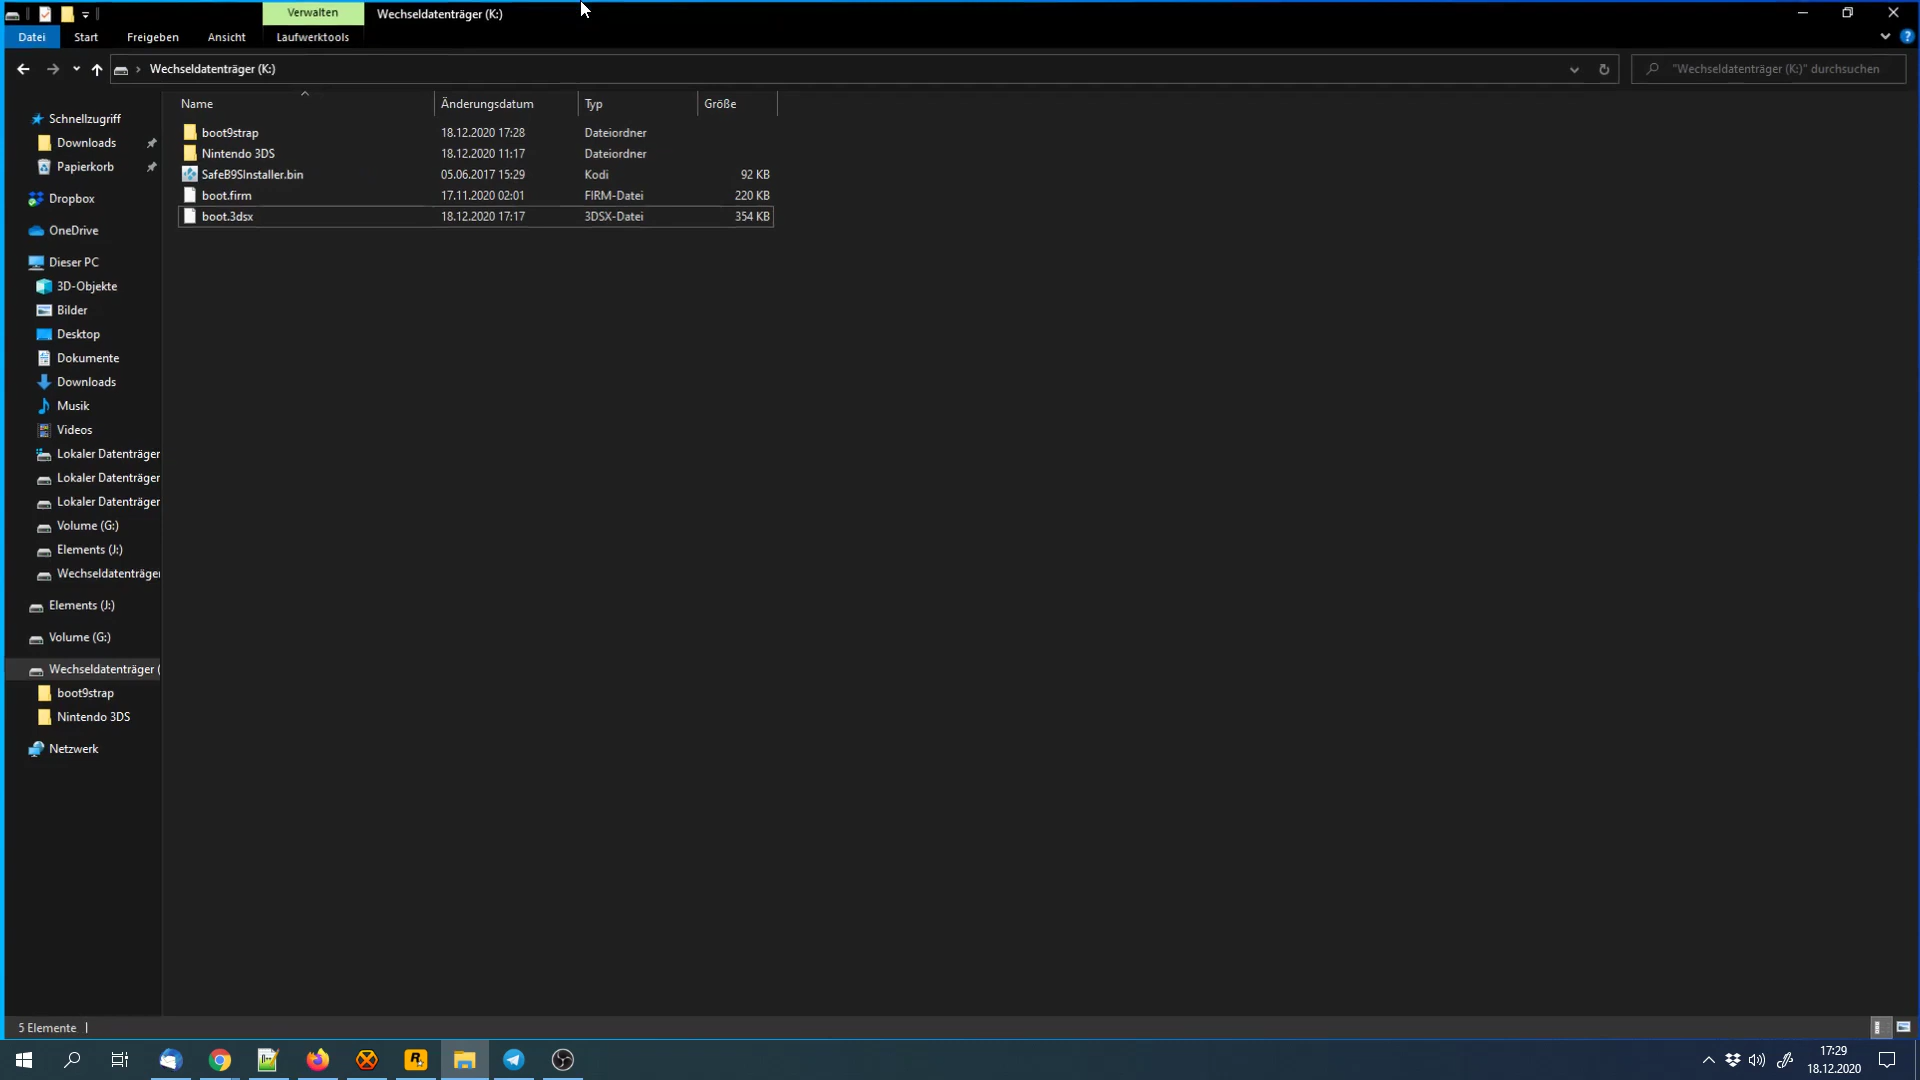 Verwalten
Wechseldatenträger (K:)
Datei
Start
Freigeben
Ansicht
Laufwerktools
Wechseldatenträger (K:)
"Wechseldatenträger (K:)" durchsuchen
Name
Änderungsdatum
Typ
Größe
boot9strap
18.12.2020 17:28
Dateiordner
Nintendo 3DS
18.12.2020 11:17
Dateiordner
SafeB9SInstaller.bin
05.06.2017 15:29
Kodi
92 KB
boot.firm
17.11.2020 02:01
FIRM-Datei
220 KB
boot.3dsx
18.12.2020 17:17
3DSX-Datei
354 KB
Schnellzugriff
Downloads
Papierkorb
Dropbox
OneDrive
Dieser PC
3D-Objekte
Bilder
Desktop
Dokumente
Downloads
Musik
Videos
Lokaler Datenträger
Lokaler Datenträger
Lokaler Datenträger
Volume (G:)
Elements (J:)
Wechseldatenträger
Elements (J:)
Volume (G:)
Wechseldatenträger (
boot9strap
Nintendo 3DS
Netzwerk
5 Elemente
17:29
18.12.2020